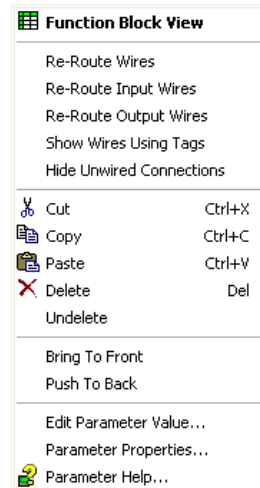 Function Block View
Re-Route Wires
Re-Route Input Wires
Re-Route Output Wires
Show Wires Using Tags
Hide Unwired Connections
Cut Ctrl+X
Copy Ctrl+C
Paste Ctrl+V
Delete Del
Undelete
Bring To Front
Push To Back
Edit Parameter Value...
Parameter Properties...
Parameter Help...